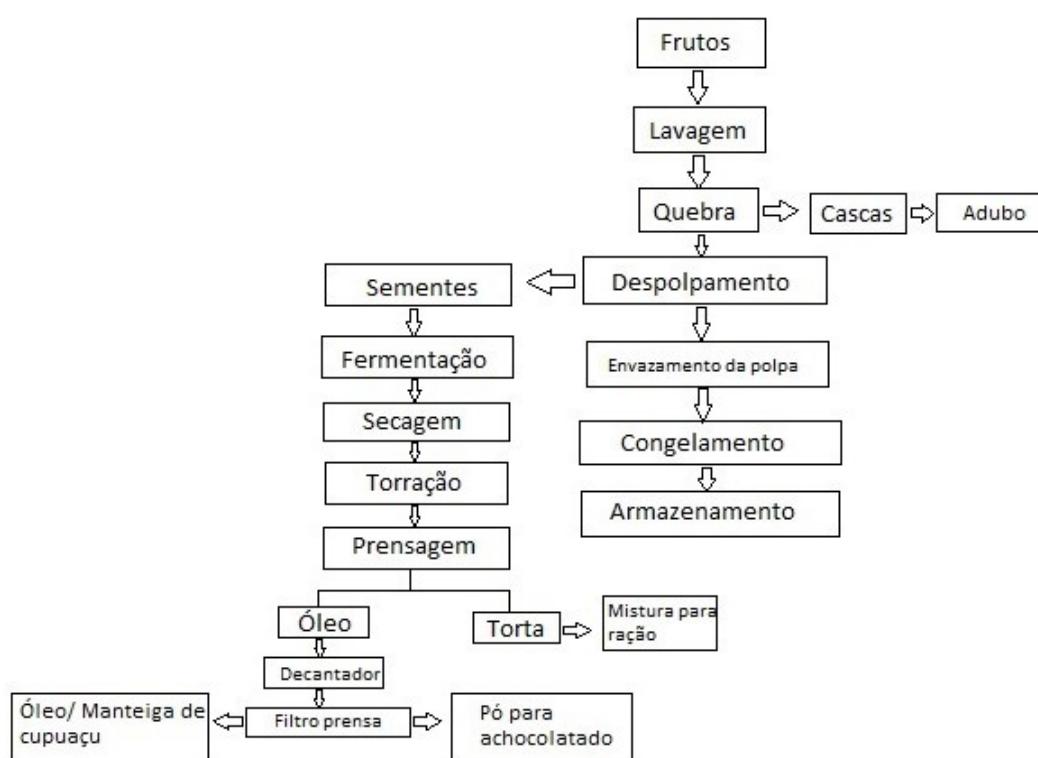 Frutos
Lavagem
Quebra
Cascas
Adubo
Despolpamento
Sementes
Fermentação
Envazamento da polpa
Secagem
Congelamento
Torração
Armazenamento
Prensagem
Óleo
Torta
Mistura para
ração
Decantador
Óleo/ Manteiga de
cupuaçu
Filtro prensa
Pó para
achocolatado